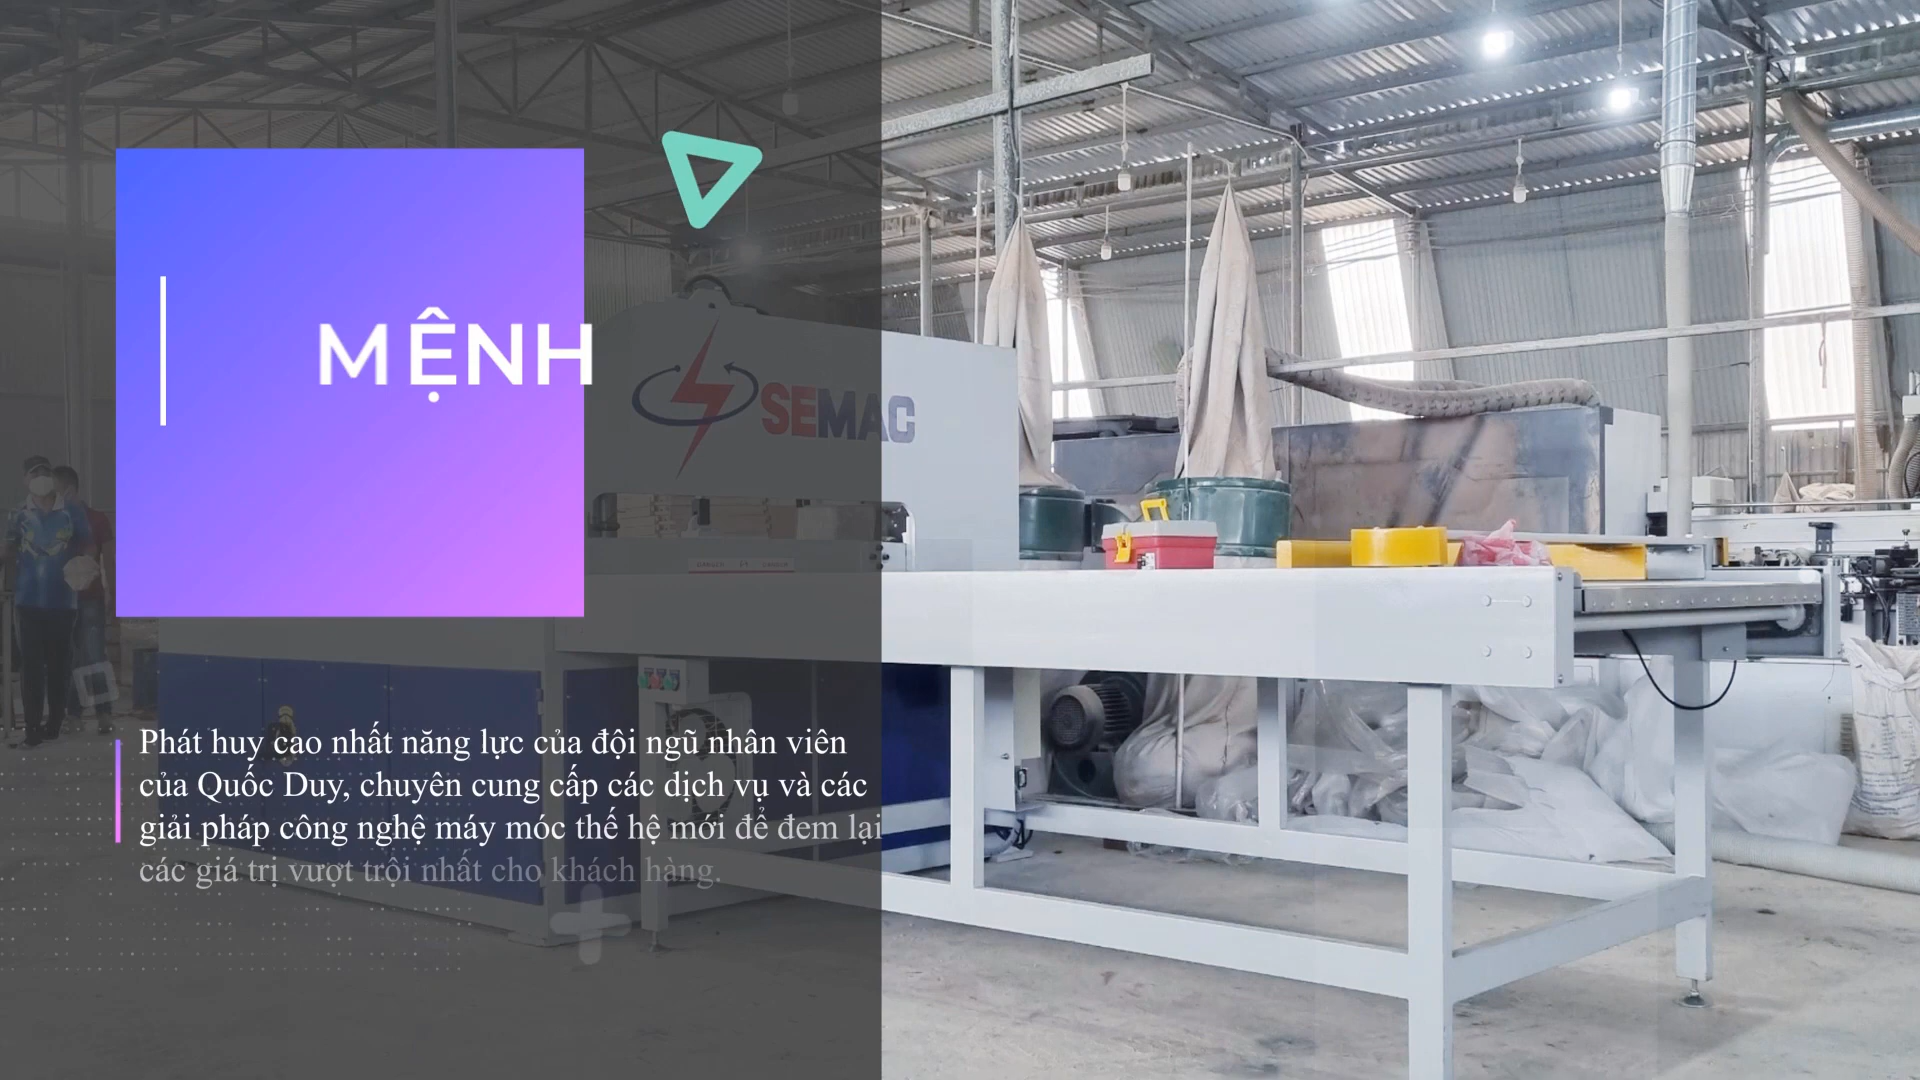 MỆNH
SEMAC
Phát huy cao nhất năng lực của đội ngũ nhân viên
của Quốc Duy, chuyên cung cấp các dịch vụ và các
giải pháp công nghệ máy móc thế hệ mới để đem lại
các giá trị vượt trội nhất cho khách hàng.